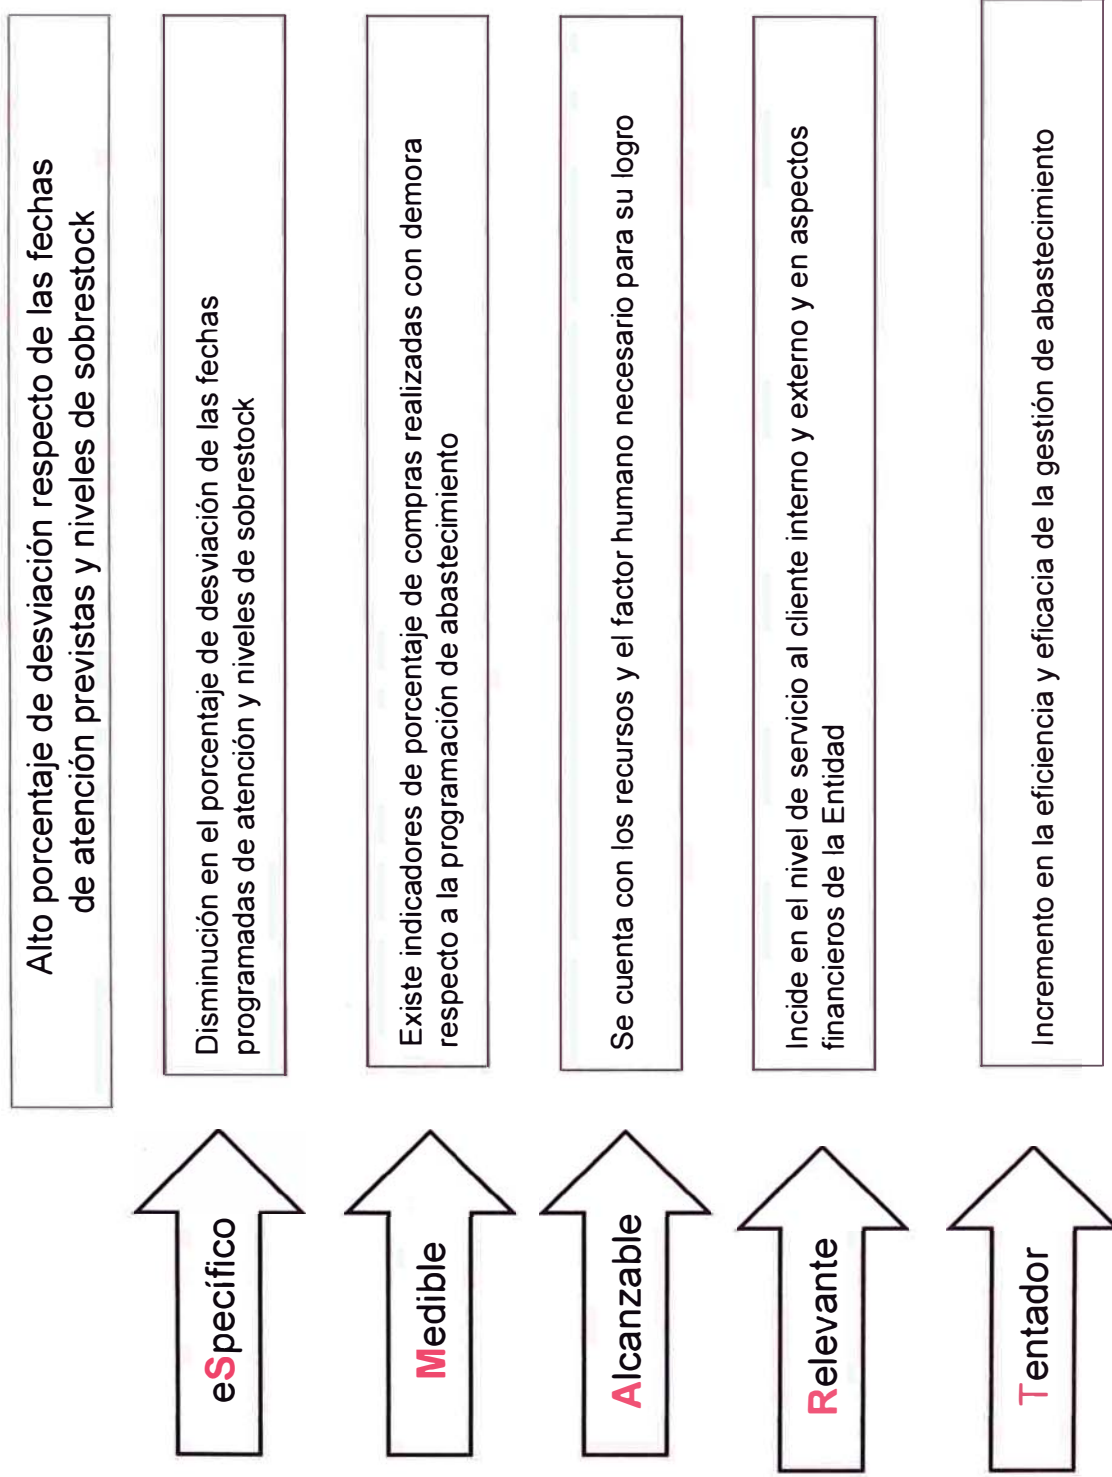 Alto porcentaje de desviación respecto de las fechas
de atención previstas y niveles de sobrestock
eSpecífico
Disminución en el porcentaje de desviación de las fechas
programadas de atención y niveles de sobrestock
Medible
Existe indicadores de porcentaje de compras realizadas con demora
respecto a la programación de abastecimiento
Alcanzable
Se cuenta con los recursos y el factor humano necesario para su logro
Relevante
Incide en el nivel de servicio al cliente interno y externo y en aspectos
financieros de la Entidad
Tentador
Incremento en la eficiencia y eficacia de la gestión de abastecimiento